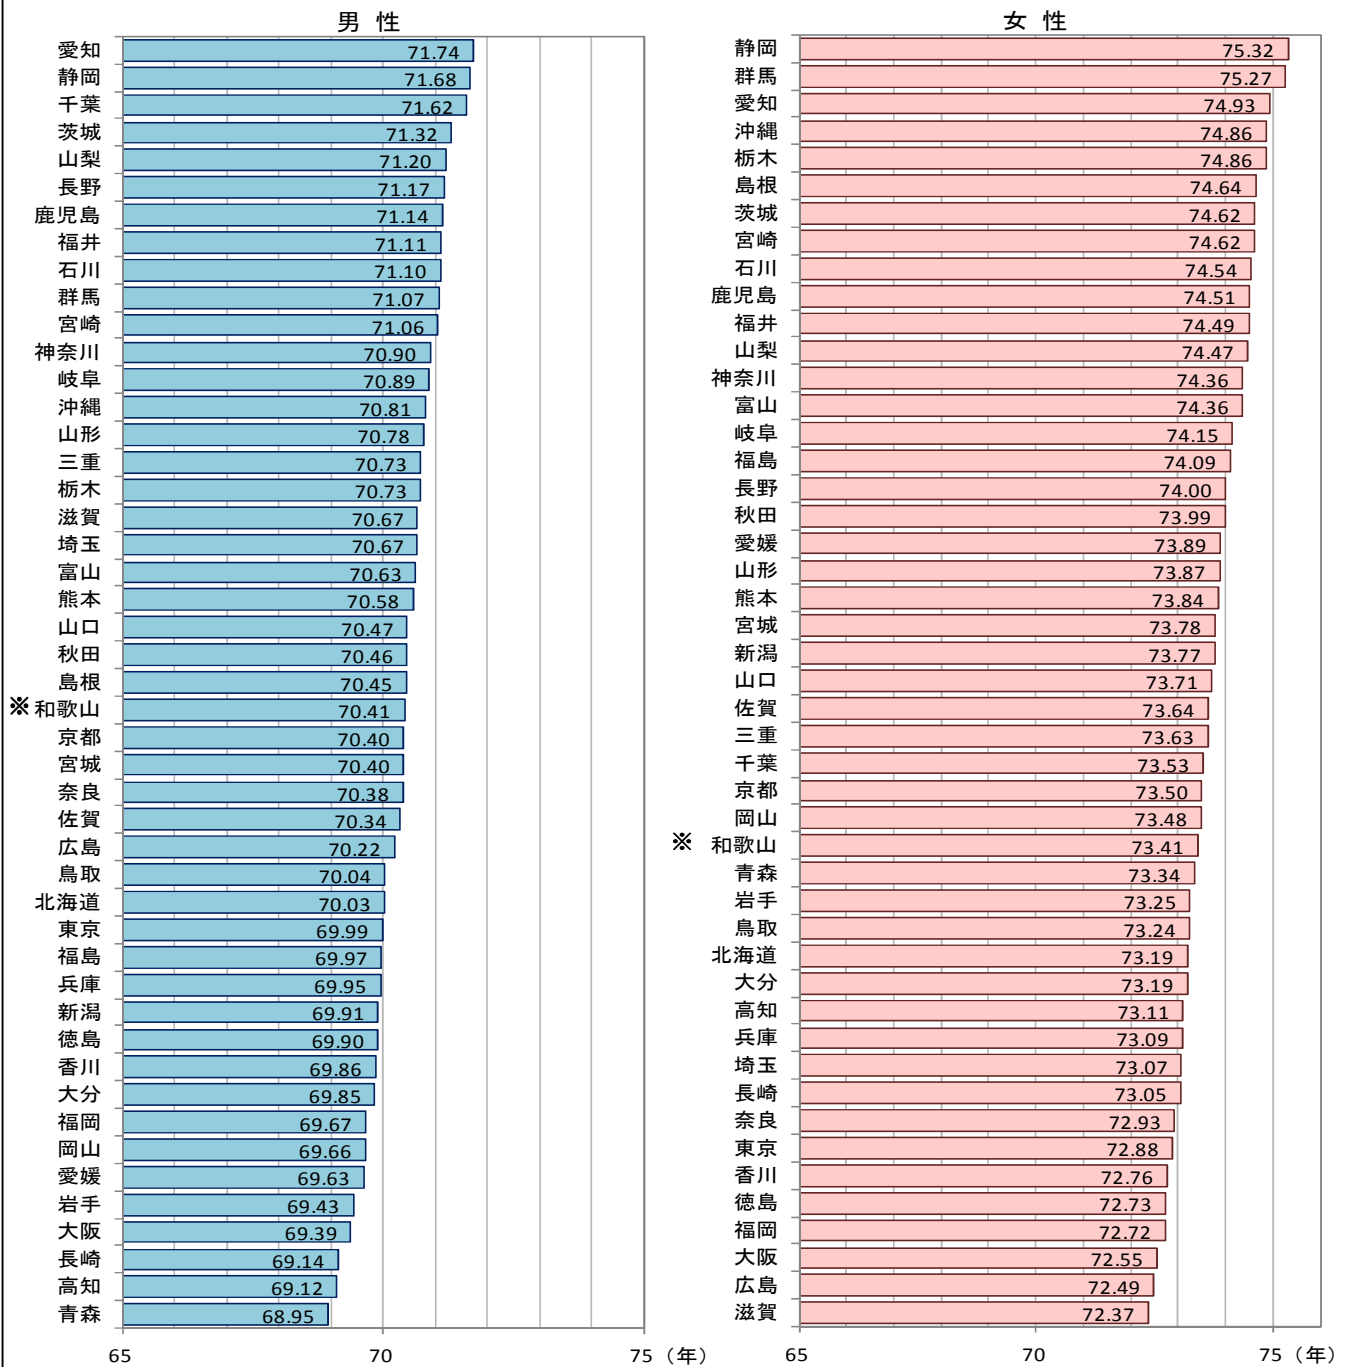 男 性
愛知 71.74
静岡 71.68
千葉 71.62
茨城 71.32
山梨 71.20
長野 71.17
鹿児島 71.14
福井 71.11
石川 71.10
群馬 71.07
宮崎 71.06
神奈川 70.90
岐阜 70.89
沖縄 70.81
山形 70.78
三重 70.73
栃木 70.73
滋賀 70.67
埼玉 70.67
富山 70.63
熊本 70.58
山口 70.47
秋田 70.46
島根 70.45
※和歌山 70.41
京都 70.40
宮城 70.40
奈良 70.38
佐賀 70.34
広島 70.22
鳥取 70.04
北海道 70.03
東京 69.99
福島 69.97
兵庫 69.95
新潟 69.91
徳島 69.90
香川 69.86
大分 69.85
福岡 69.67
岡山 69.66
愛媛 69.63
岩手 69.43
大阪 69.39
長崎 69.14
高知 69.12
青森 68.95
65 70 75（年）
女 性
静岡 75.32
群馬 75.27
愛知 74.93
沖縄 74.86
栃木 74.86
島根 74.64
茨城 74.62
宮崎 74.62
石川 74.54
鹿児島 74.51
福井 74.49
山梨 74.47
神奈川 74.36
富山 74.36
岐阜 74.15
福島 74.09
長野 74.00
秋田 73.99
愛媛 73.89
山形 73.87
熊本 73.84
宮城 73.78
新潟 73.77
山口 73.71
佐賀 73.64
三重 73.63
千葉 73.53
京都 73.50
岡山 73.48
※ 和歌山 73.41
青森 73.34
岩手 73.25
鳥取 73.24
北海道 73.19
大分 73.19
高知 73.11
兵庫 73.09
埼玉 73.07
長崎 73.05
奈良 72.93
東京 72.88
香川 72.76
徳島 72.73
福岡 72.72
大阪 72.55
広島 72.49
滋賀 72.37
65 70 75（年）